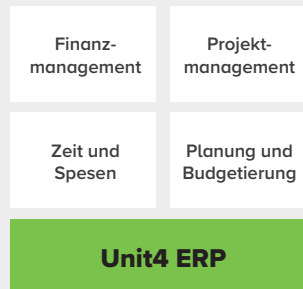 Finanz-
management
Projekt-
management
Zeit und
Spesen
Planung und
Budgetierung
Unit4 ERP